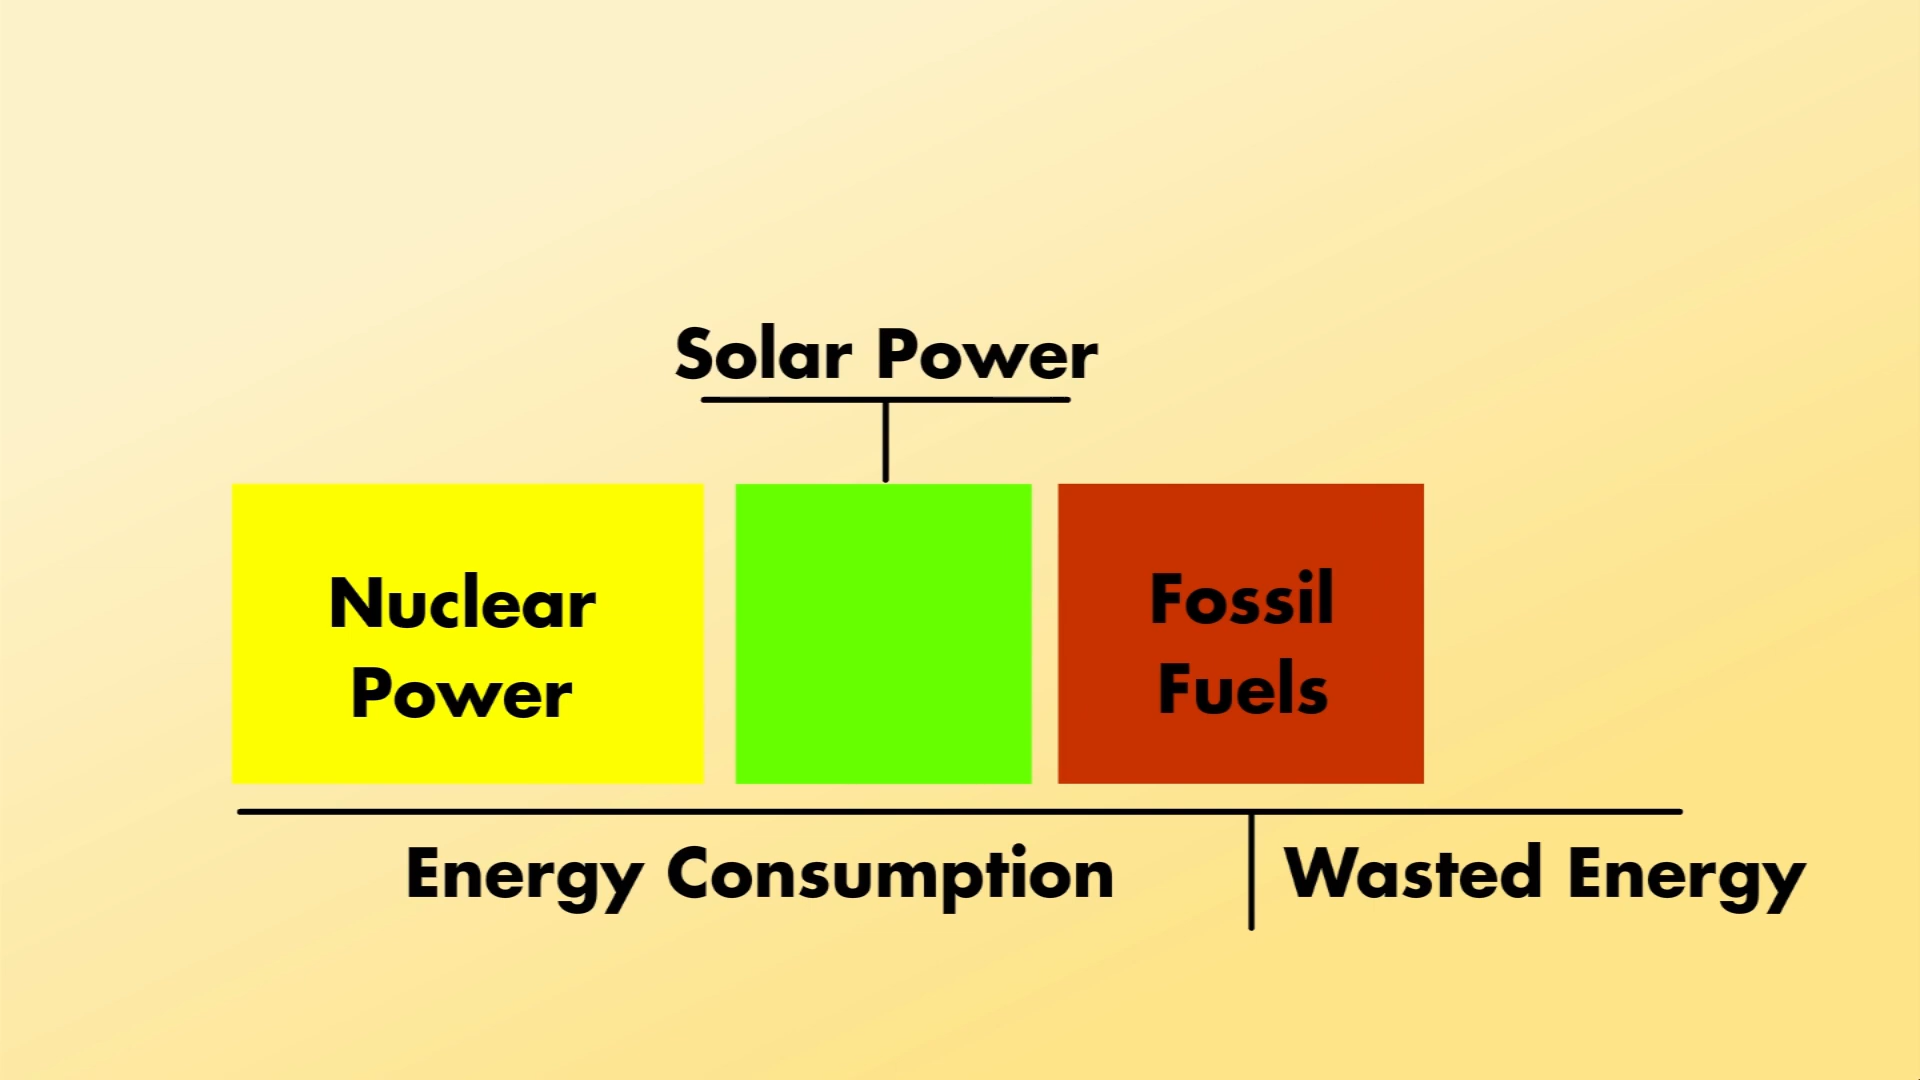 Solar Power
Nuclear
Power
Fossil
Fuels
Energy Consumption
Wasted Energy